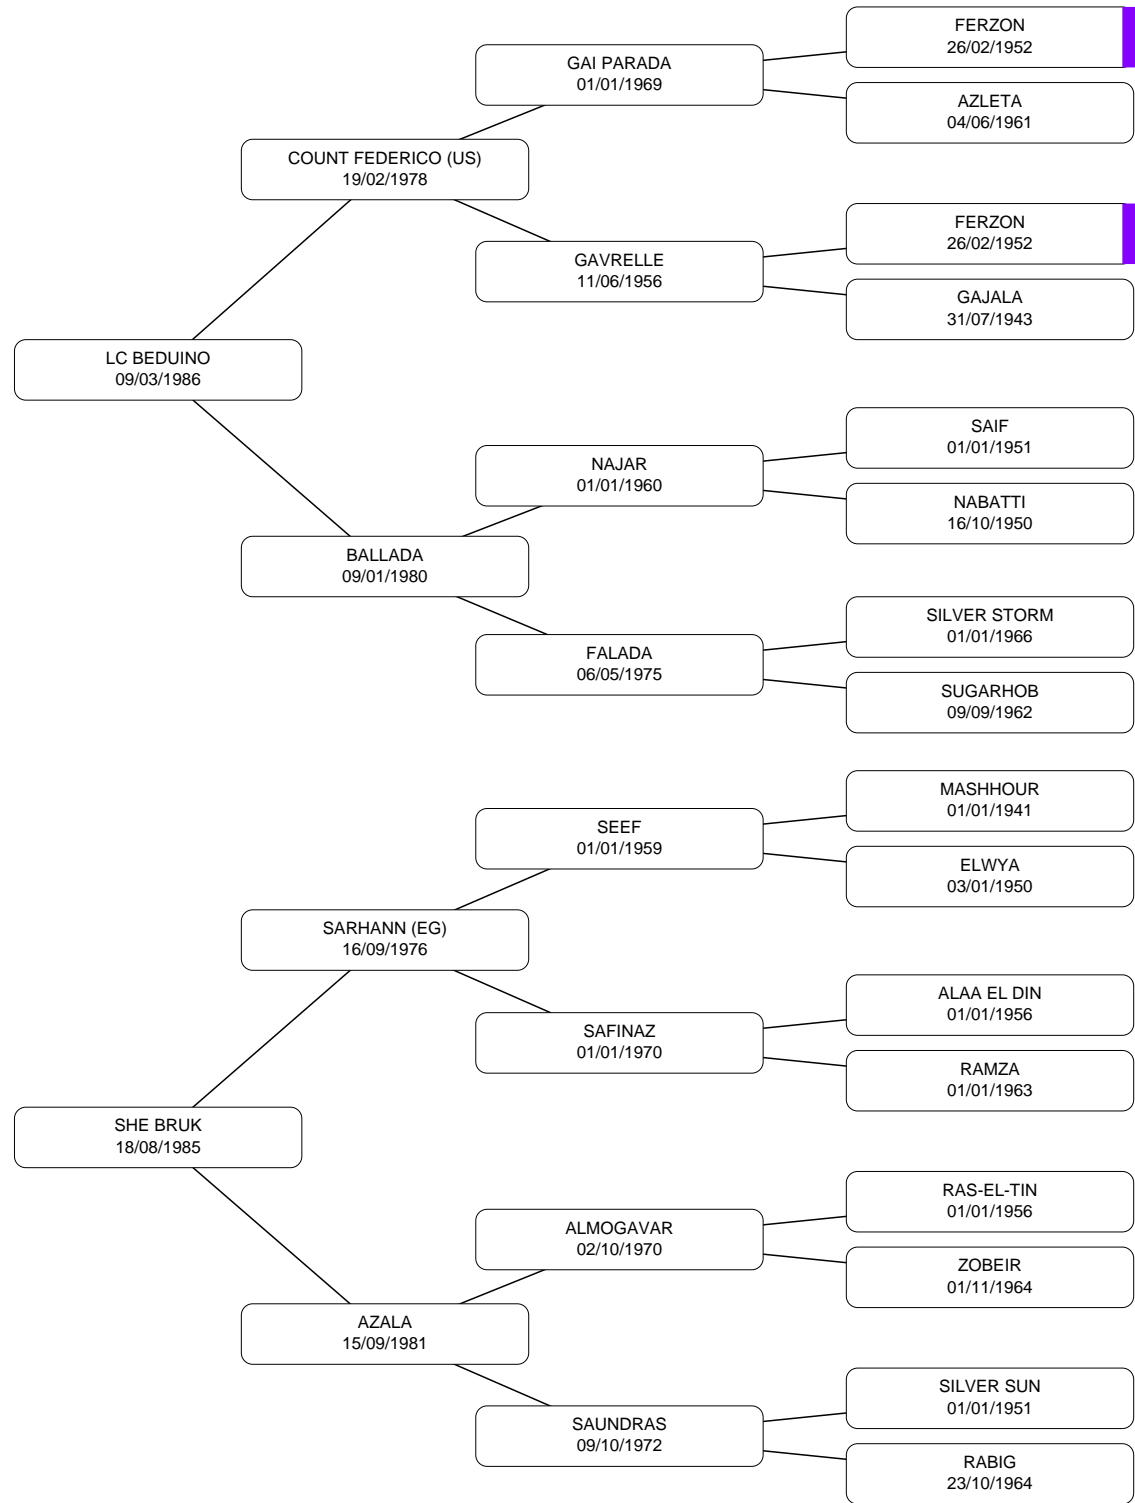 FERZON
26/02/1952
GAI PARADA
01/01/1969
AZLETA
04/06/1961
COUNT FEDERICO (US)
19/02/1978
FERZON
26/02/1952
GAVRELLE
11/06/1956
GAJALA
31/07/1943
LC BEDUINO
09/03/1986
SAIF
01/01/1951
NAJAR
01/01/1960
NABATTI
16/10/1950
BALLADA
09/01/1980
SILVER STORM
01/01/1966
FALADA
06/05/1975
SUGARHOB
09/09/1962
MASHHOUR
01/01/1941
SEEF
01/01/1959
ELWYA
03/01/1950
SARHANN (EG)
16/09/1976
ALAA EL DIN
01/01/1956
SAFINAZ
01/01/1970
RAMZA
01/01/1963
SHE BRUK
18/08/1985
RAS-EL-TIN
01/01/1956
ALMOGAVAR
02/10/1970
ZOBEIR
01/11/1964
AZALA
15/09/1981
SILVER SUN
01/01/1951
SAUNDRAS
09/10/1972
RABIG
23/10/1964